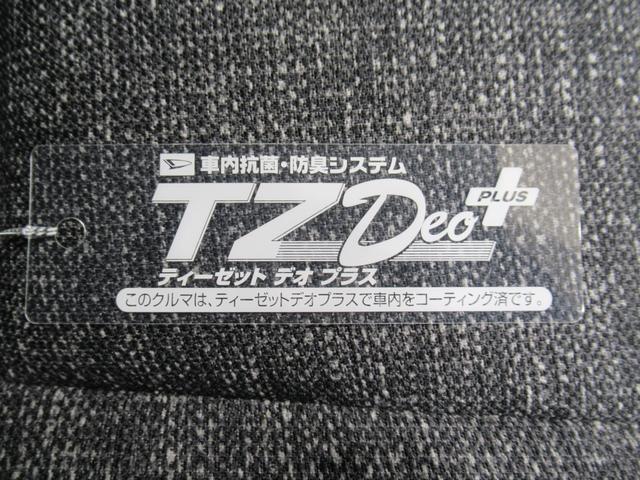 車内抗菌・防臭システム
TZ Deo PLUS
ティーゼット デオ プラス
このクルマは、ティーゼットデオプラスで車内をコーティング済です。